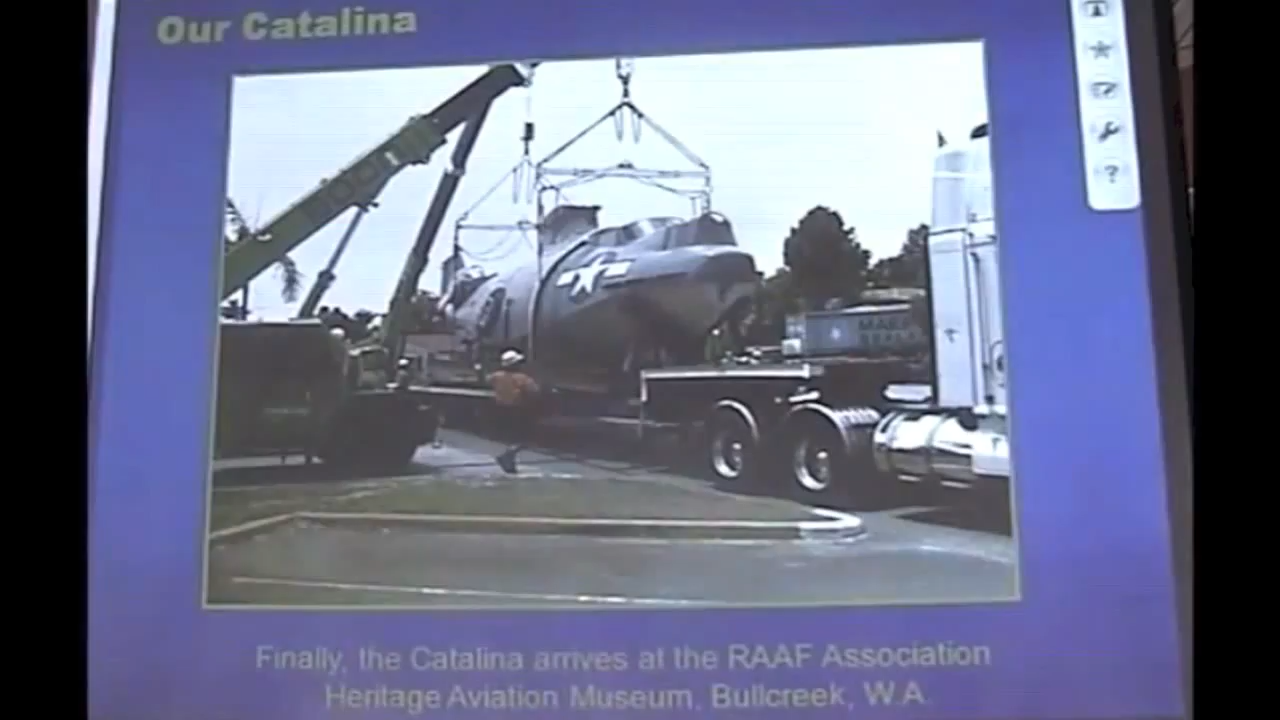 Our Catalina
Finally, the Catalina arrives at the RAAF Association
Heritage Aviation Museum, Bullcreek, W.A.